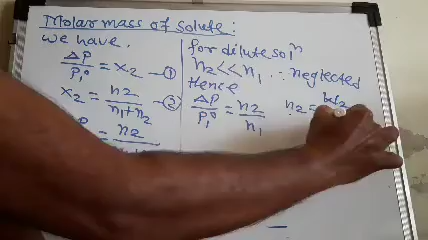 Molar mass of solute:
we have,
ΔP/P₁° = x₂ —①
x₂ = n₂/(n₁+n₂) —②
for dilute solⁿ
n₂ << n₁ ∴ neglected
Hence
ΔP/P₁° = n₂/n₁
n₂ =